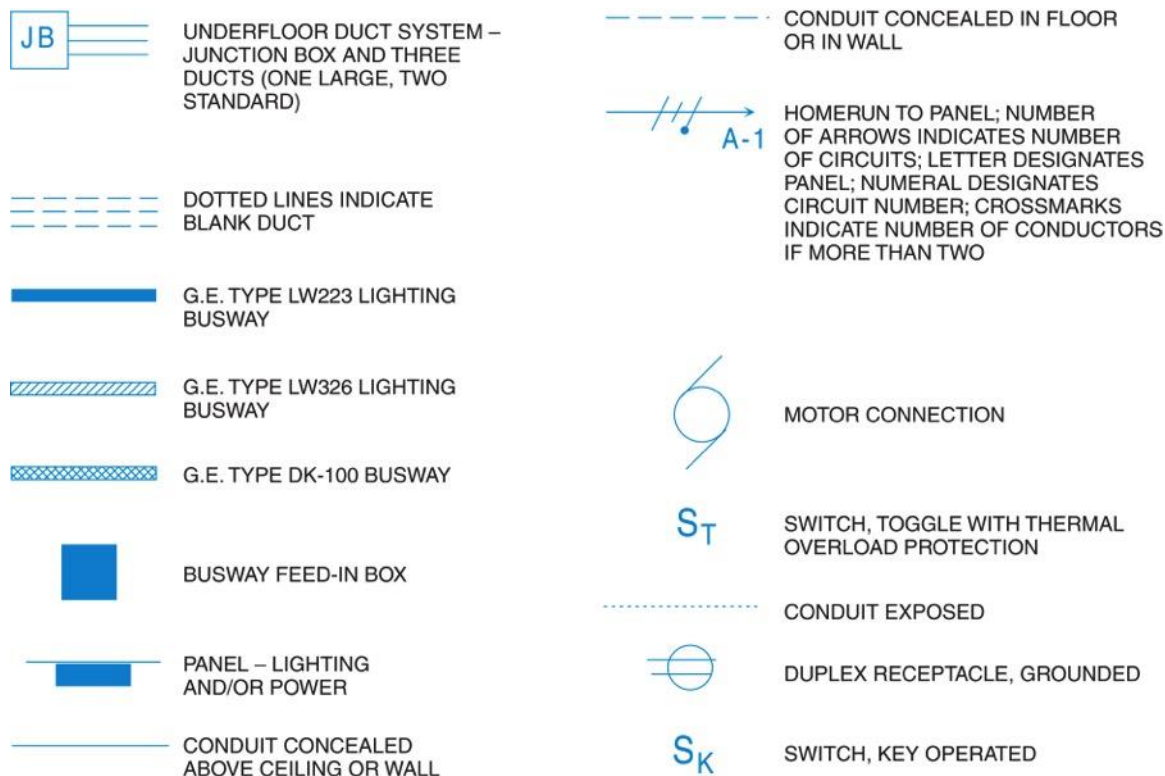 JB
UNDERFLOOR DUCT SYSTEM –
JUNCTION BOX AND THREE
DUCTS (ONE LARGE, TWO
STANDARD)
DOTTED LINES INDICATE
BLANK DUCT
G.E. TYPE LW223 LIGHTING
BUSWAY
G.E. TYPE LW326 LIGHTING
BUSWAY
G.E. TYPE DK-100 BUSWAY
BUSWAY FEED-IN BOX
PANEL – LIGHTING
AND/OR POWER
CONDUIT CONCEALED
ABOVE CEILING OR WALL
CONDUIT CONCEALED IN FLOOR
OR IN WALL
A-1
HOMERUN TO PANEL; NUMBER
OF ARROWS INDICATES NUMBER
OF CIRCUITS; LETTER DESIGNATES
PANEL; NUMERAL DESIGNATES
CIRCUIT NUMBER; CROSSMARKS
INDICATE NUMBER OF CONDUCTORS
IF MORE THAN TWO
MOTOR CONNECTION
ST
SWITCH, TOGGLE WITH THERMAL
OVERLOAD PROTECTION
CONDUIT EXPOSED
DUPLEX RECEPTACLE, GROUNDED
SK
SWITCH, KEY OPERATED